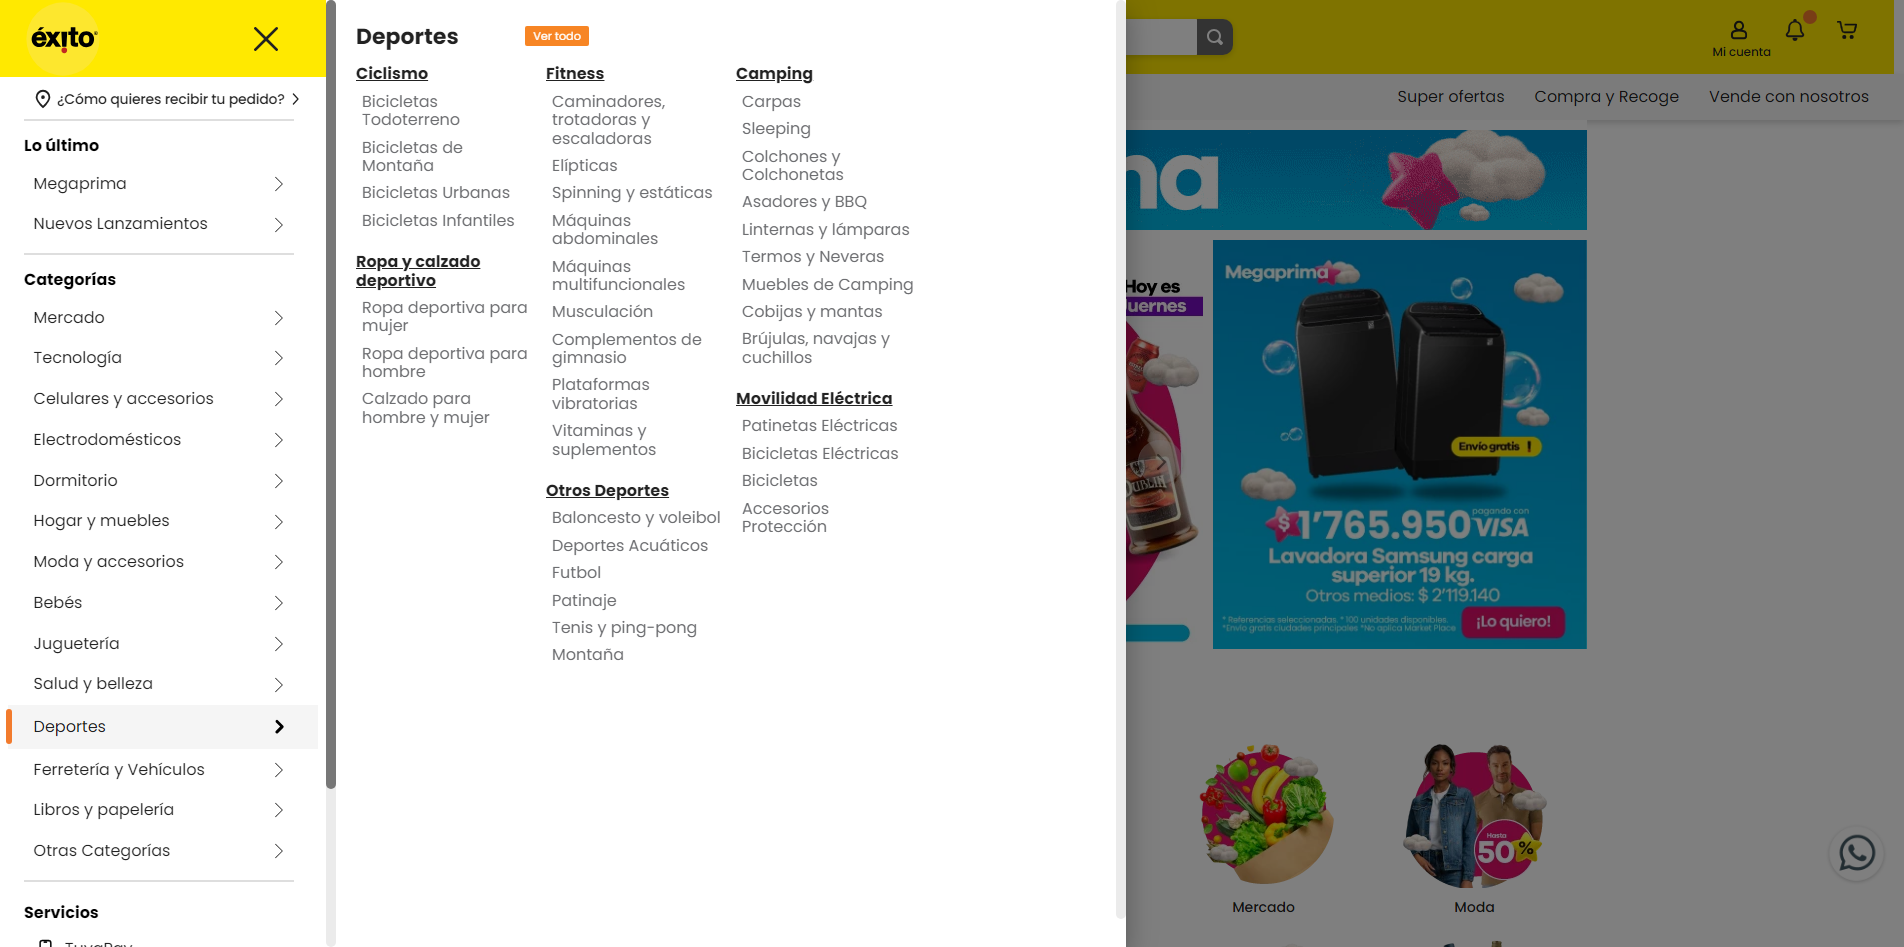 éxito
¿Cómo quieres recibir tu pedido?
Lo último
Megaprima
Nuevos Lanzamientos
Categorías
Mercado
Tecnología
Celulares y accesorios
Electrodomésticos
Dormitorio
Hogar y muebles
Moda y accesorios
Bebés
Juguetería
Salud y belleza
Deportes
Ferretería y Vehículos
Libros y papelería
Otras Categorías
Servicios
TuyaPay
Deportes
Ver todo
Ciclismo
Bicicletas
Todoterreno
Bicicletas de
Montaña
Bicicletas Urbanas
Bicicletas Infantiles
Ropa y calzado
deportivo
Ropa deportiva para
mujer
Ropa deportiva para
hombre
Calzado para
hombre y mujer
Fitness
Caminadores,
trotadoras y
escaladoras
Elípticas
Spinning y estáticas
Máquinas
abdominales
Máquinas
multifuncionales
Musculación
Complementos de
gimnasio
Plataformas
vibratorias
Vitaminas y
suplementos
Otros Deportes
Baloncesto y voleibol
Deportes Acuáticos
Futbol
Patinaje
Tenis y ping-pong
Montaña
Camping
Carpas
Sleeping
Colchones y
Colchonetas
Asadores y BBQ
Linternas y lámparas
Termos y Neveras
Muebles de Camping
Cobijas y mantas
Brújulas, navajas y
cuchillos
Movilidad Eléctrica
Patinetas Eléctricas
Bicicletas Eléctricas
Bicicletas
Accesorios
Protección
Mi cuenta
Super ofertas
Compra y Recoge
Vende con nosotros
na
Hoy es
uernes
DUBLIN
Megaprima
Envío gratis !
$1'765.950
pagando con
VISA
Lavadora Samsung carga
superior 19 kg.
Otros medios: $ 2'119.140
* Referencias seleccionadas. * 100 unidades disponibles.
*Envío gratis ciudades principales *No aplica Market Place
¡Lo quiero!
Hasta
50%
Mercado
Moda